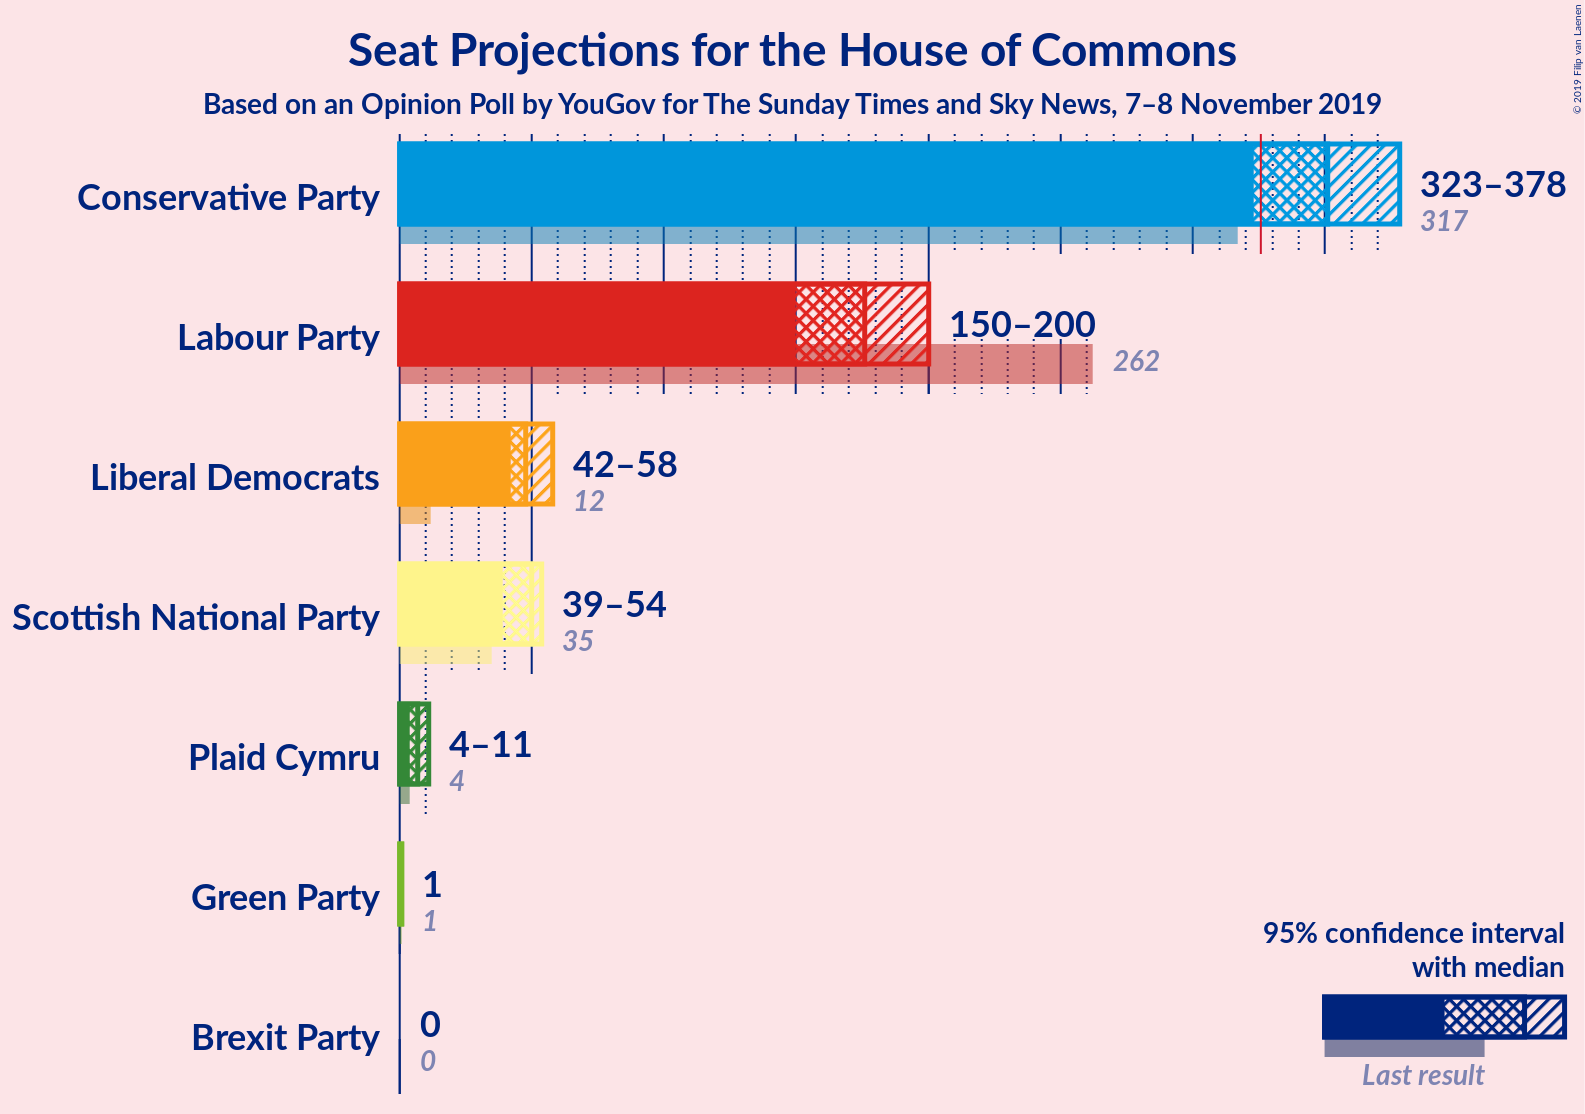 Seat Projections for the House of Commons
Based on an Opinion Poll by YouGov for The Sunday Times and Sky News, 7–8 November 2019
© 2019 Filip van Laenen
Conservative Party
323–378
317
Labour Party
150–200
262
Liberal Democrats
42–58
12
Scottish National Party
39–54
35
Plaid Cymru
4–11
4
Green Party
1
1
Brexit Party
0
0
95% confidence interval
with median
Last result